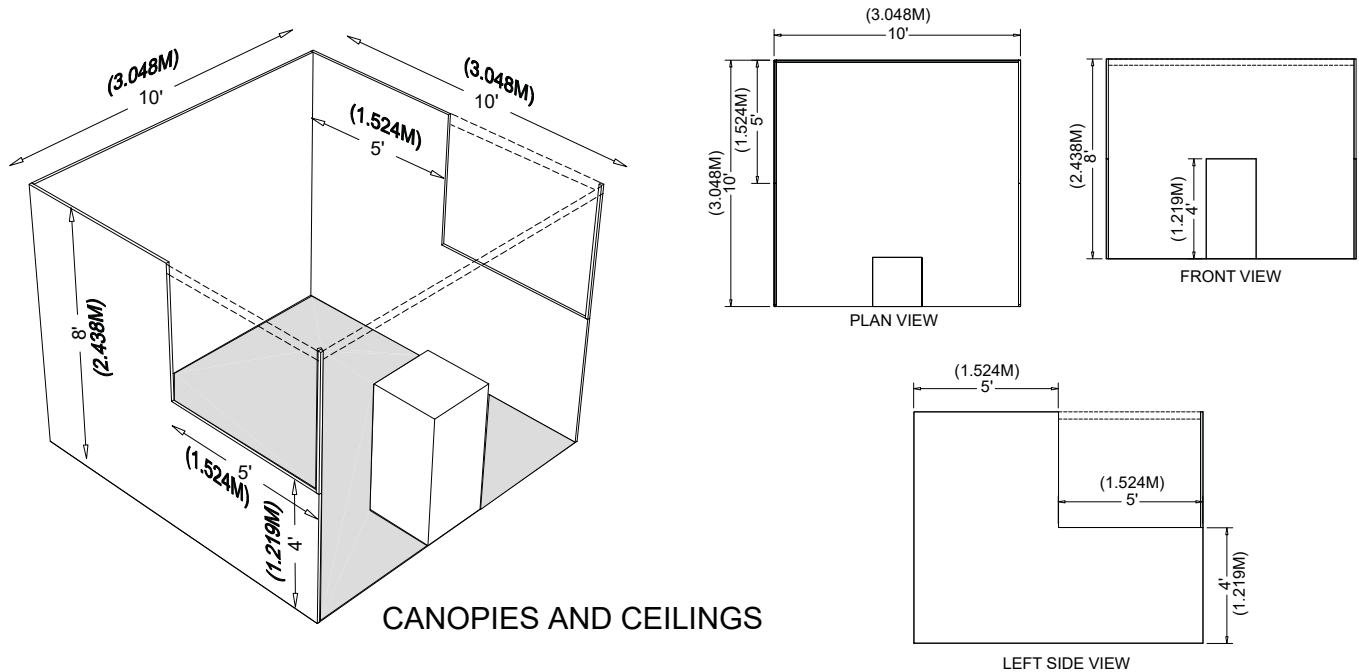 (3.048M)
10'
(3.048M)
10'
(1.524M)
5'
8'
(2.438M)
5'
(1.524M)
4'
(1.219M)
CANOPIES AND CEILINGS
(3.048M)
10'
(1.524M)
5'
(3.048M)
10'
PLAN VIEW
(2.438M)
8'
(1.219M)
4'
FRONT VIEW
(1.524M)
5'
(1.524M)
5'
4'
(1.219M)
LEFT SIDE VIEW